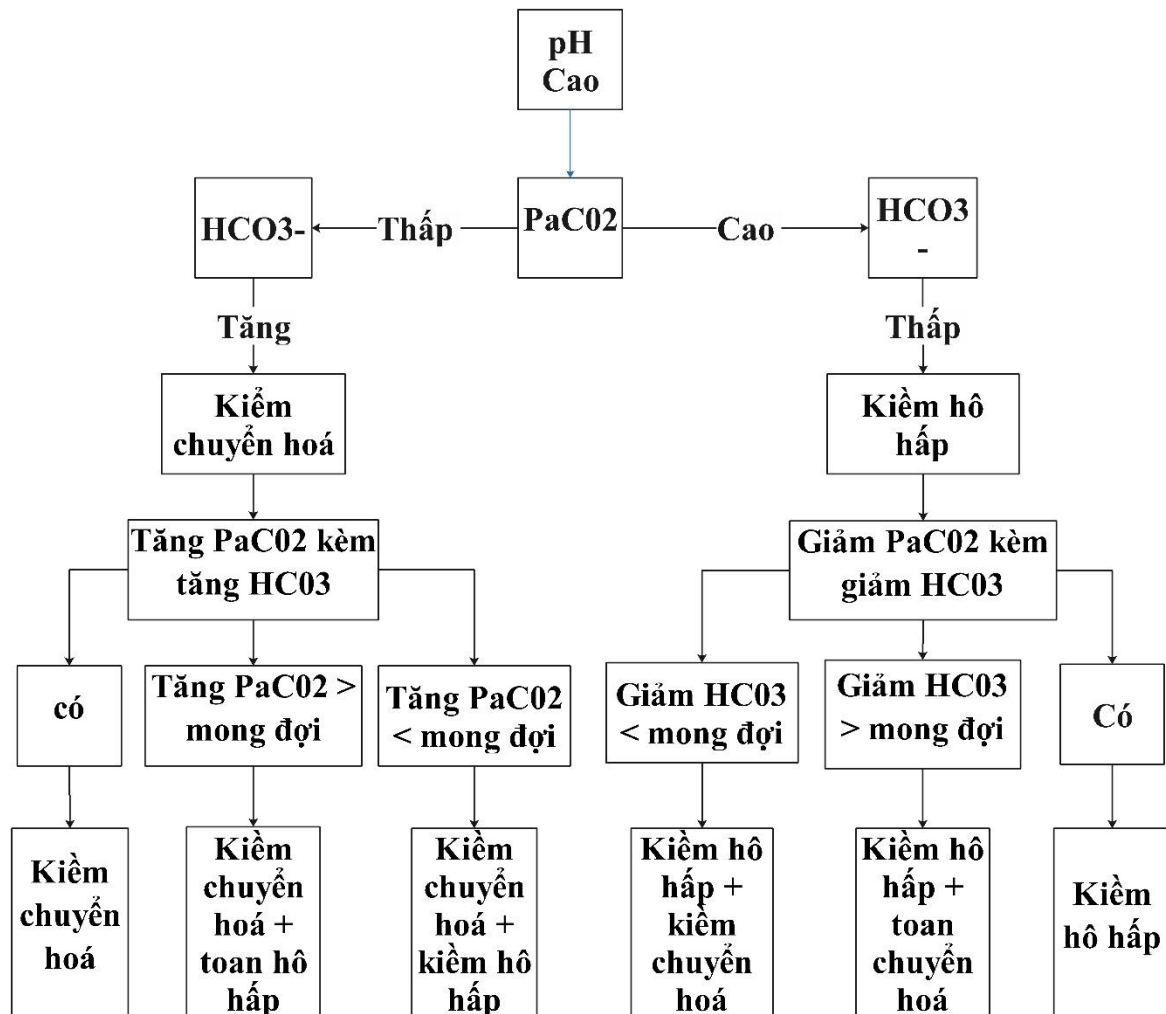 pH
Cao
HCO3-
Thấp
PaC02
Cao
HCO3
-
Tăng
Thấp
Kiểm
chuyển hoá
Kiềm hô
hấp
Tăng PaC02 kèm
tăng HC03
Giảm PaC02 kèm
giảm HC03
có
Tăng PaC02 >
mong đợi
Tăng PaC02
< mong đợi
Giảm HC03
< mong đợi
Giảm HC03
> mong đợi
Có
Kiềm
chuyển
hoá
Kiềm
chuyển
hoá +
toan hô
hấp
Kiềm
chuyển
hoá +
kiềm hô
hấp
Kiềm hô
hấp +
kiềm
chuyển
hoá
Kiềm hô
hấp +
toan
chuyển
hoá
Kiềm
hô hấp